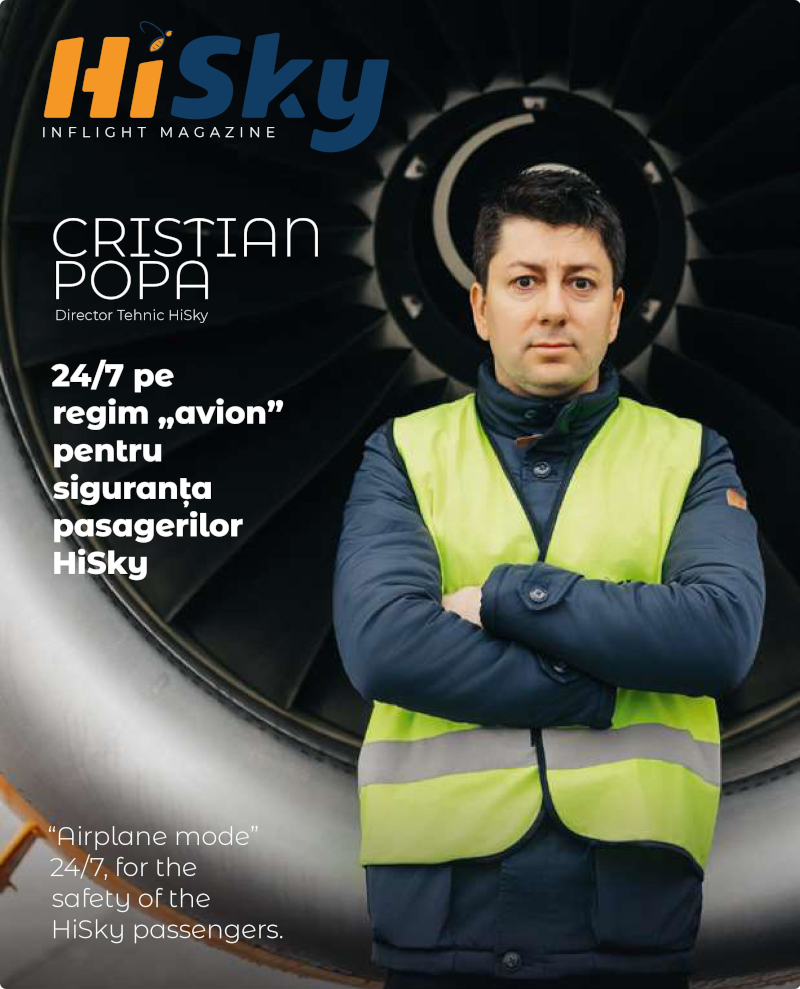 HiSky
INFLIGHT MAGAZINE
CRISTIAN
POPA
Director Tehnic HiSky
24/7 pe
regim „avion”
pentru
siguranța
pasagerilor
HiSky
“Airplane mode”
24/7, for the
safety of the
HiSky passengers.